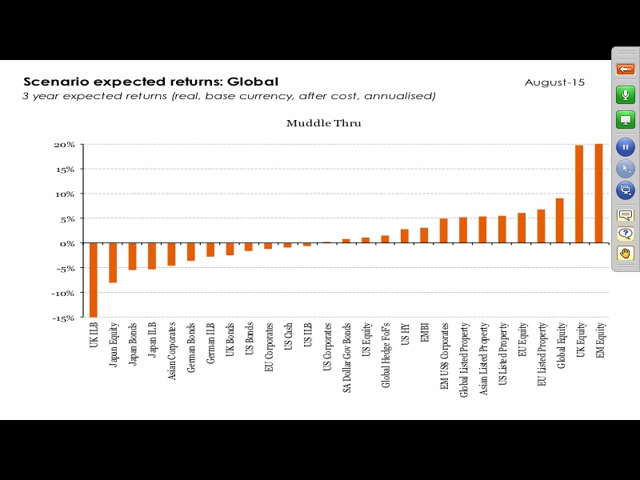 Scenario expected returns: Global
August-15
3 year expected returns (real, base currency, after cost, annualised)
Muddle Thru
20%
15%
10%
5%
0%
-5%
-10%
-15%
UK ILB
Japan Equity
Japan Bonds
Japan ILB
Asian Corporates
German Bonds
German ILB
UK Bonds
US Bonds
EU Corporates
US Cash
US ILB
US Corporates
SA Dollar Gov Bonds
US Equity
Global Hedge FoF's
US HY
EMBI
EM US$ Corporates
Global Listed Property
Asian Listed Property
US Listed Property
EU Equity
EU Listed Property
Global Equity
UK Equity
EM Equity